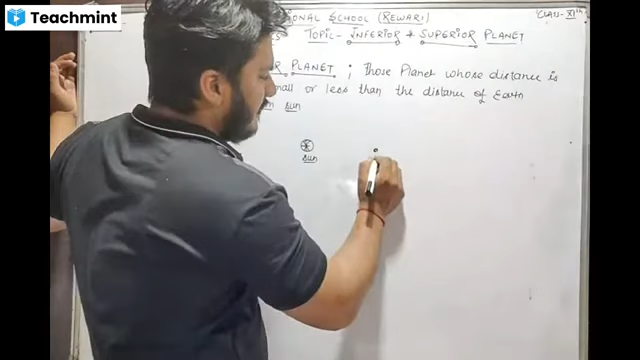 Teachmint
ONAL SCHOOL (REWARI) CLASS-XIth
TOPIC- INFERIOR & SUPERIOR PLANET
R PLANET ; Those Planet whose distance is
mall or less than the distance of Earth
m sun
sun